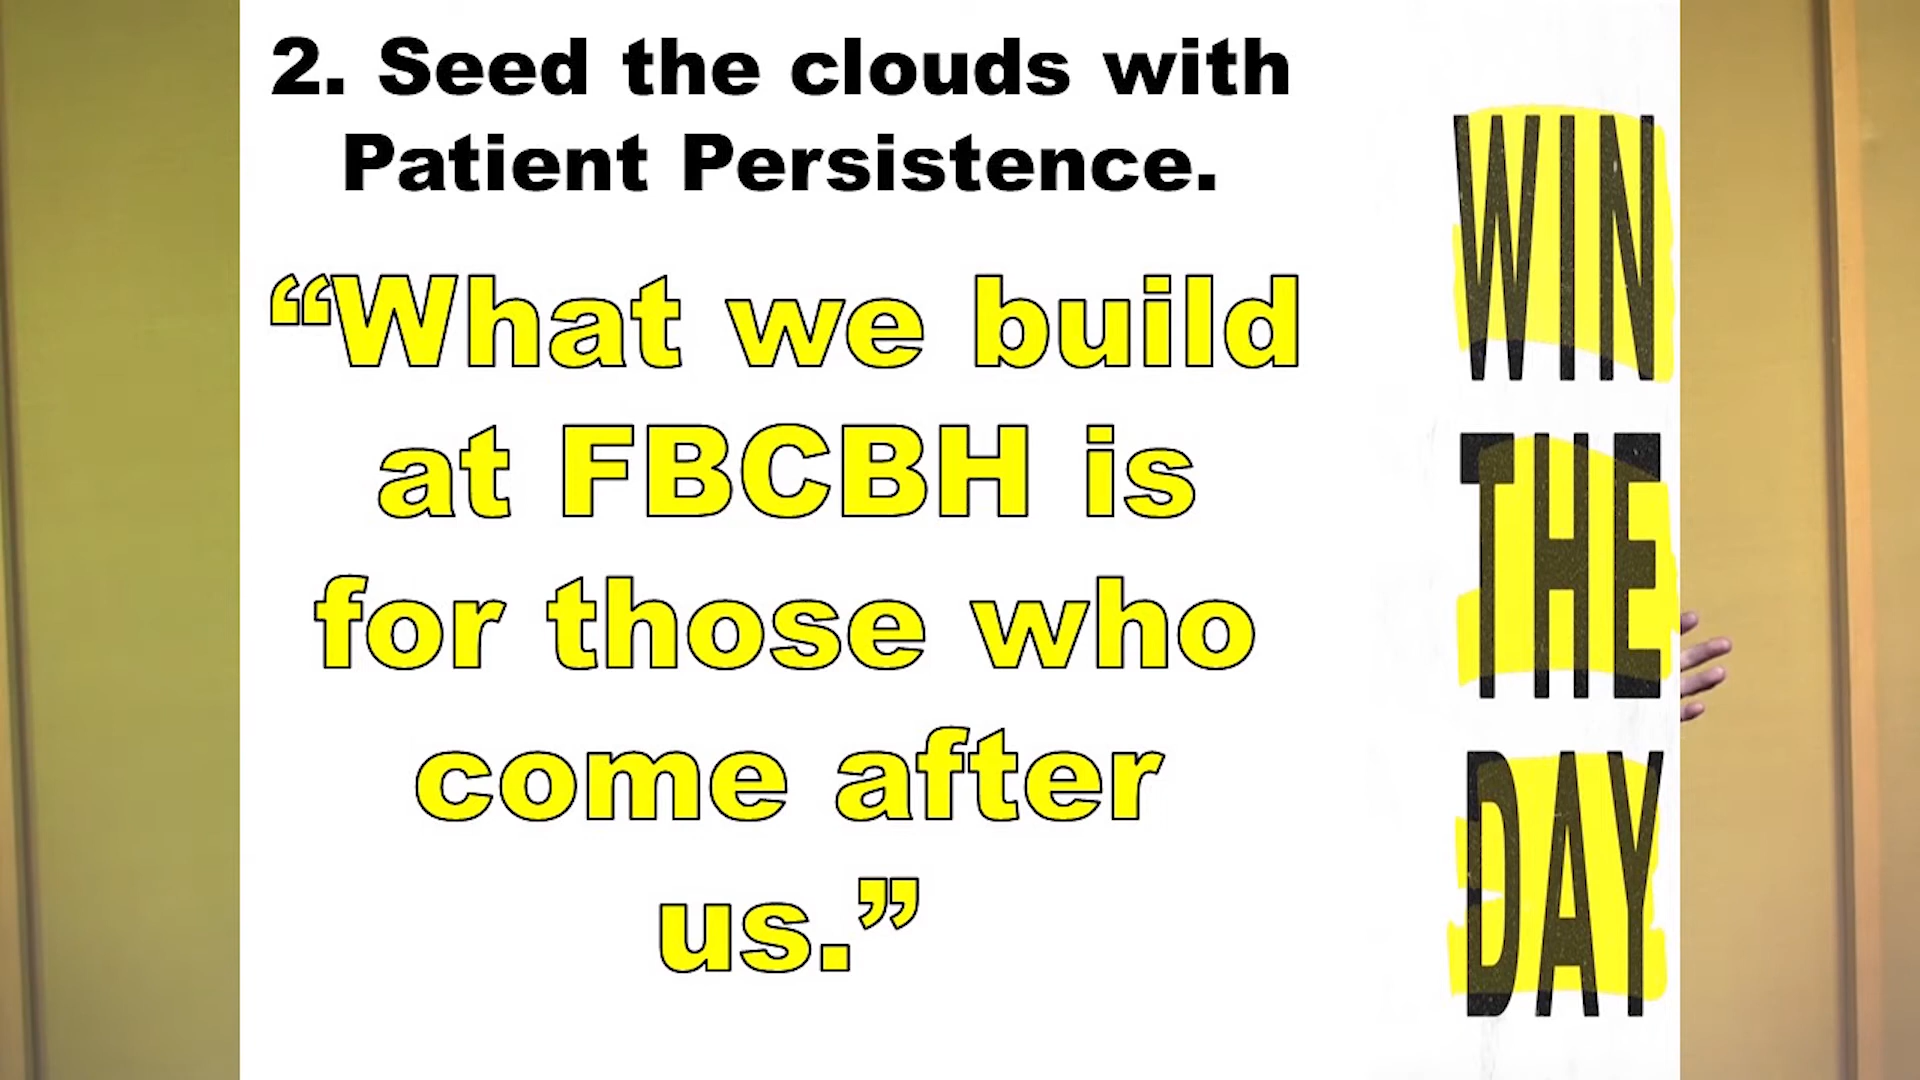 2. Seed the clouds with
Patient Persistence.
“What we build
at FBCBH is
for those who
come after
us.”
WIN
THE
DAY